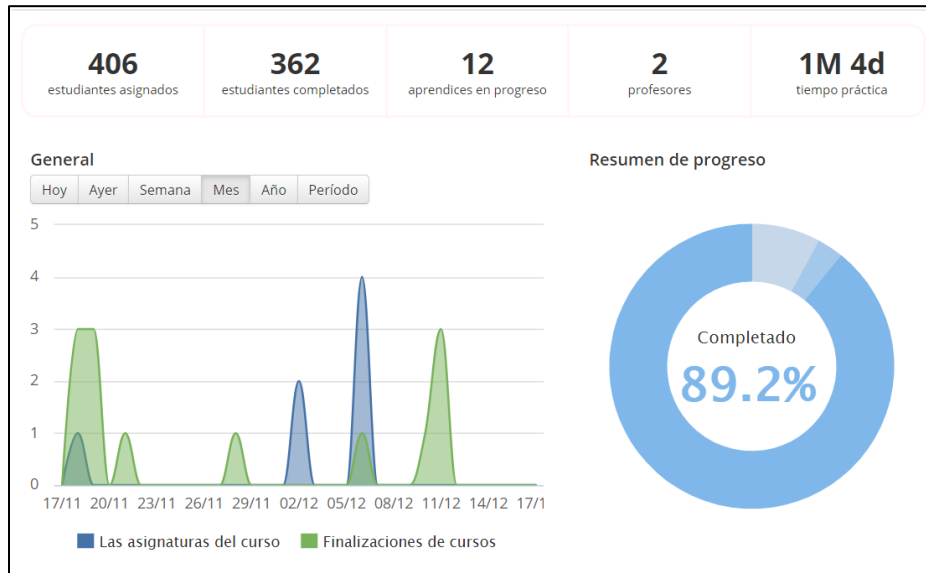 406
estudiantes asignados
362
estudiantes completados
12
aprendices en progreso
2
profesores
1M 4d
tiempo práctica
General
Hoy Ayer Semana Mes Año Período
5
4
3
2
1
0
17/11 20/11 23/11 26/11 29/11 02/12 05/12 08/12 11/12 14/12 17/1
Las asignaturas del curso Finalizaciones de cursos
Resumen de progreso
Completado
89.2%